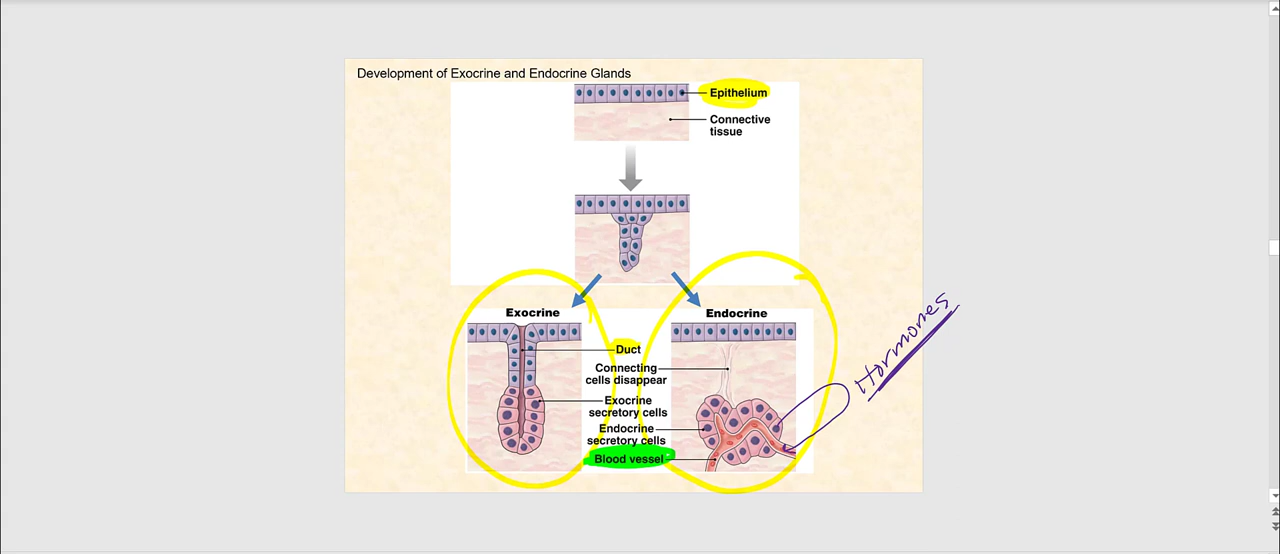 Development of Exocrine and Endocrine Glands
Epithelium
Connective
tissue
Exocrine
Endocrine
Duct
Connecting
cells disappear
Exocrine
secretory cells
Endocrine
secretory cells
Blood vessel
Hormones